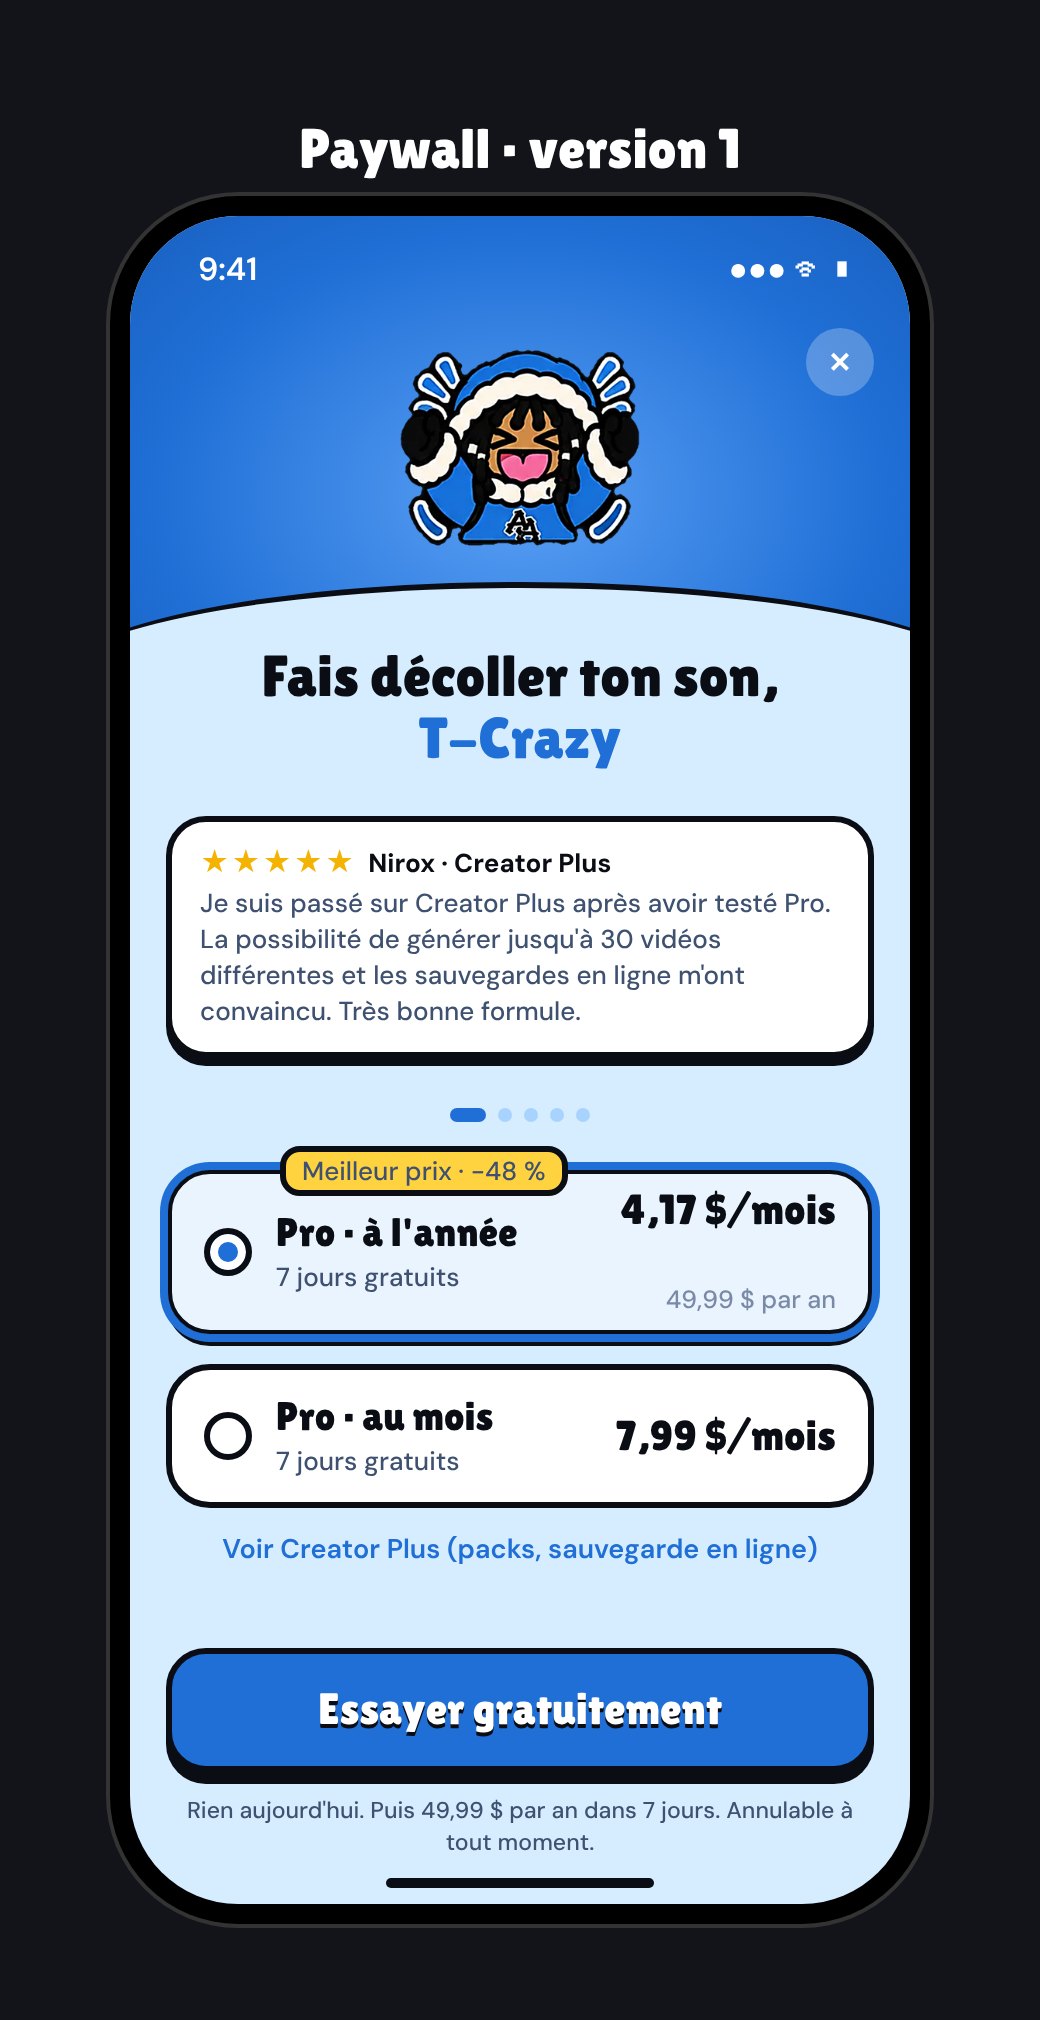 Paywall · version 1
9:41
Fais décoller ton son,
T-Crazy
★★★★★ Nirox · Creator Plus
Je suis passé sur Creator Plus après avoir testé Pro.
La possibilité de générer jusqu'à 30 vidéos
différentes et les sauvegardes en ligne m'ont
convaincu. Très bonne formule.
Meilleur prix · -48 %
Pro · à l'année
7 jours gratuits
4,17 $/mois
49,99 $ par an
Pro · au mois
7 jours gratuits
7,99 $/mois
Voir Creator Plus (packs, sauvegarde en ligne)
Essayer gratuitement
Rien aujourd'hui. Puis 49,99 $ par an dans 7 jours. Annulable à
tout moment.